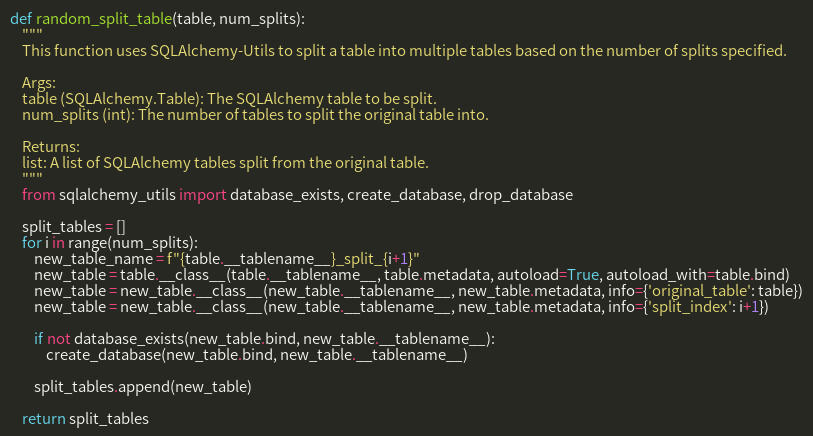 def random_split_table(table, num_splits):
    """
    This function uses SQLAlchemy-Utils to split a table into multiple tables based on the number of splits specified.

    Args:
    table (SQLAlchemy.Table): The SQLAlchemy table to be split.
    num_splits (int): The number of tables to split the original table into.

    Returns:
    list: A list of SQLAlchemy tables split from the original table.
    """
    from sqlalchemy_utils import database_exists, create_database, drop_database

    split_tables = []
    for i in range(num_splits):
        new_table_name = f"{table.__tablename__}_split_{i+1}"
        new_table = table.__class__(table.__tablename__, table.metadata, autoload=True, autoload_with=table.bind)
        new_table = new_table.__class__(new_table.__tablename__, new_table.metadata, info={'original_table': table})
        new_table = new_table.__class__(new_table.__tablename__, new_table.metadata, info={'split_index': i+1})

        if not database_exists(new_table.bind, new_table.__tablename__):
            create_database(new_table.bind, new_table.__tablename__)

        split_tables.append(new_table)

    return split_tables